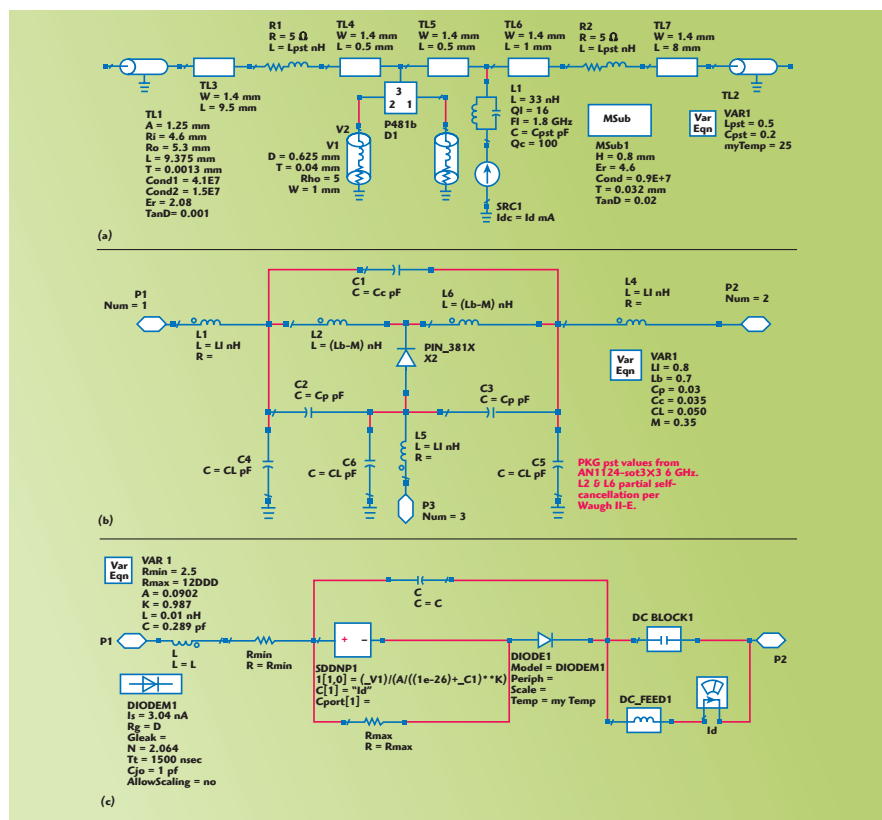 R1
R = 5 Ω
L = Lpst nH
TL4
W = 1.4 mm
L = 0.5 mm
TL5
W = 1.4 mm
L = 0.5 mm
TL6
W = 1.4 mm
L = 1 mm
R2
R = 5 Ω
L = Lpst nH
TL7
W = 1.4 mm
L = 8 mm
TL3
W = 1.4 mm
L = 9.5 mm
TL1
A = 1.25 mm
Ri = 4.6 mm
Ro = 5.3 mm
L = 9.375 mm
T = 0.0013 mm
Cond1 = 4.1E7
Cond2 = 1.5E7
Er = 2.08
TanD= 0.001
3
2 1
P481b
D1
V2
V1
D = 0.625 mm
T = 0.04 mm
Rho = 5
W = 1 mm
L1
L = 33 nH
Ql = 16
Fl = 1.8 GHz
C = Cpst pF
Qc = 100
SRC1
Idc = Id mA
MSub
MSub1
H = 0.8 mm
Er = 4.6
Cond = 0.9E+7
T = 0.032 mm
TanD = 0.02
TL2
Var
Eqn
VAR1
Lpst = 0.5
Cpst = 0.2
myTemp = 25
(a)
C1
C = Cc pF
P1
Num = 1
L1
L = LI nH
R =
L2
L = (Lb-M) nH
L6
L = (Lb-M) nH
L4
L = LI nH
R =
P2
Num = 2
PIN_381X
X2
C2
C = Cp pF
C3
C = Cp pF
C4
C = CL pF
C6
C = CL pF
L5
L = LI nH
R =
C5
C = CL pF
P3
Num = 3
Var
Eqn
VAR1
LI = 0.8
Lb = 0.7
Cp = 0.03
Cc = 0.035
CL = 0.050
M = 0.35
PKG pst values from
AN1124-sot3×3 6 GHz.
L2 & L6 partial self-
cancellation per
Waugh II-E.
(b)
Var
Eqn
VAR 1
Rmin = 2.5
Rmax = 12DDD
A = 0.0902
K = 0.987
L = 0.01 nH
C = 0.289 pf
P1
L
L = L
Rmin
R = Rmin
C
C = C
+ –
SDDNP1
1[1,0] = (_V1)/(A/((1e-26)+_C1)**K)
C[1] = "Id"
Cport[1] =
Rmax
R = Rmax
DIODE1
Model = DIODEM1
Periph =
Scale =
Temp = my Temp
DC BLOCK1
DC_FEED1
Id
P2
DIODEM1
Is = 3.04 nA
Rg = D
Gleak =
N = 2.064
Tt = 1500 nsec
Cjo = 1 pf
AllowScaling = no
(c)